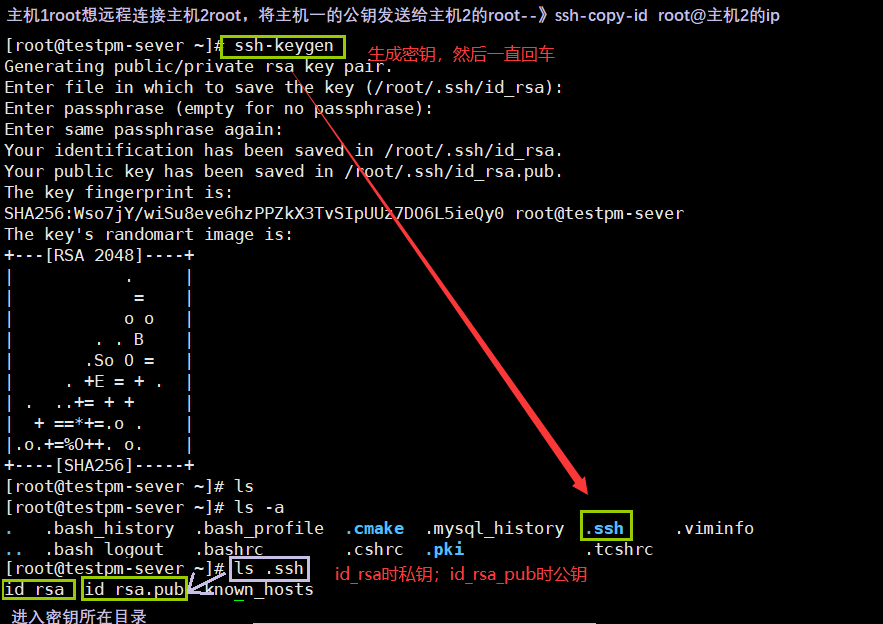 主机1root想远程连接主机2root，将主机一的公钥发送给主机2的root--》ssh-copy-id  root@主机2的ip
[root@testpm-sever ~]# ssh-keygen
生成密钥，然后一直回车
Generating public/private rsa key pair.
Enter file in which to save the key (/root/.ssh/id_rsa):
Enter passphrase (empty for no passphrase):
Enter same passphrase again:
Your identification has been saved in /root/.ssh/id_rsa.
Your public key has been saved in /root/.ssh/id_rsa.pub.
The key fingerprint is:
SHA256:Wso7jY/wiSu8eve6hzPPZkX3TvSIpUUz7DO6L5ieQy0 root@testpm-sever
The key's randomart image is:
+---[RSA 2048]----+
|           .     |
|            =    |
|           o o   |
|        . . B    |
|       .So O =   |
|     . +E = + .  |
| .  ..+= + +     |
|  + ==*+=.o .    |
|.o.+=%O++. o.    |
+----[SHA256]-----+
[root@testpm-sever ~]# ls
[root@testpm-sever ~]# ls -a
.   .bash_history  .bash_profile  .cmake  .mysql_history  .ssh     .viminfo
..  .bash_logout   .bashrc        .cshrc  .pki            .tcshrc
[root@testpm-sever ~]# ls .ssh
id_rsa时私钥；id_rsa_pub时公钥
id_rsa  id_rsa.pub  known_hosts
进入密钥所在目录